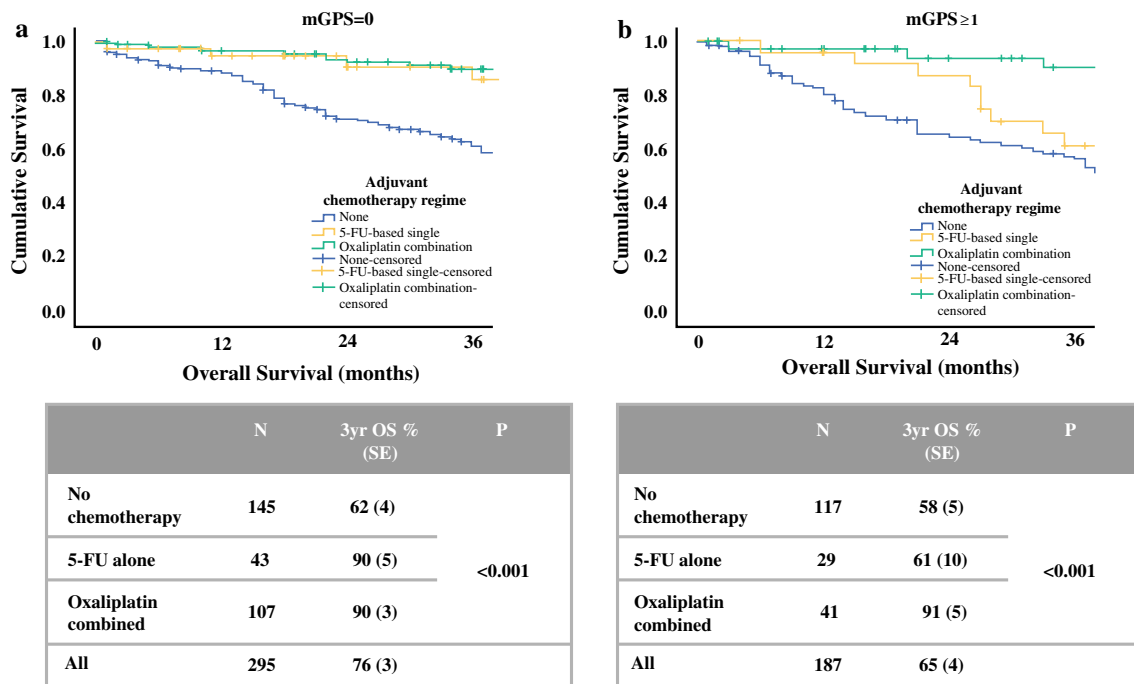 a
mGPS=0
Cumulative Survival
1.0
0.8
0.6
0.4
0.2
0.0
Adjuvant
chemotherapy regime
None
5-FU-based single
Oxaliplatin combination
None-censored
5-FU-based single-censored
Oxaliplatin combination-
censored
0 12 24 36
Overall Survival (months)
N 3yr OS % P
(SE)
No
chemotherapy 145 62 (4)
5-FU alone 43 90 (5) <0.001
Oxaliplatin
combined 107 90 (3)
All 295 76 (3)
b
mGPS ≥1
Cumulative Survival
1.0
0.8
0.6
0.4
0.2
0.0
Adjuvant
chemotherapy regime
None
5-FU-based single
Oxaliplatin combination
None-censored
5-FU-based single-censored
Oxaliplatin combination-
censored
0 12 24 36
Overall Survival (months)
N 3yr OS % P
(SE)
No
chemotherapy 117 58 (5)
5-FU alone 29 61 (10) <0.001
Oxaliplatin
combined 41 91 (5)
All 187 65 (4)